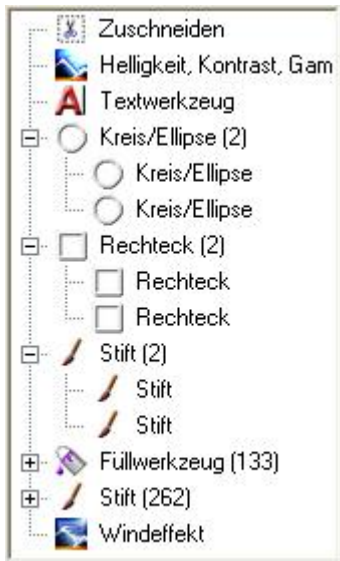 Zuschneiden
Helligkeit, Kontrast, Gam
Textwerkzeug
Kreis/Ellipse (2)
Kreis/Ellipse
Kreis/Ellipse
Rechteck (2)
Rechteck
Rechteck
Stift (2)
Stift
Stift
Füllwerkzeug (133)
Stift (262)
Windeffekt